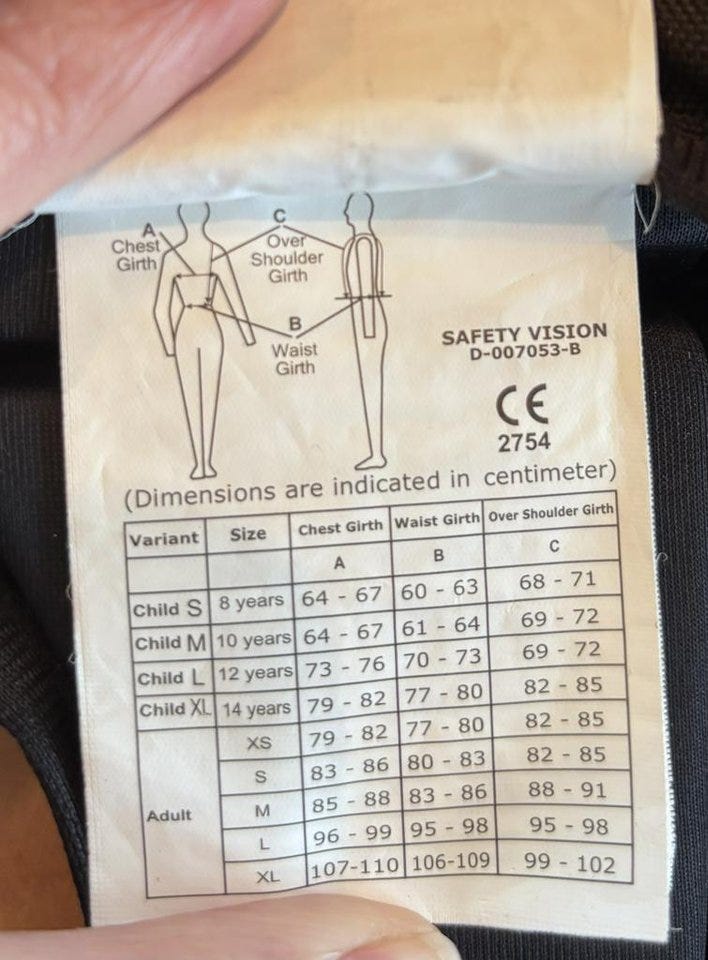 A
Chest
Girth
C
Over
Shoulder
Girth
B
Waist
Girth
SAFETY VISION
D-007053-B
CE
2754
(Dimensions are indicated in centimeter)
Variant Size Chest Girth Waist Girth Over Shoulder Girth
A B C
Child S 8 years 64 - 67 60 - 63 68 - 71
Child M 10 years 64 - 67 61 - 64 69 - 72
Child L 12 years 73 - 76 70 - 73 69 - 72
Child XL 14 years 79 - 82 77 - 80 82 - 85
Adult XS 79 - 82 77 - 80 82 - 85
S 83 - 86 80 - 83 82 - 85
M 85 - 88 83 - 86 88 - 91
L 96 - 99 95 - 98 95 - 98
XL 107-110 106-109 99 - 102